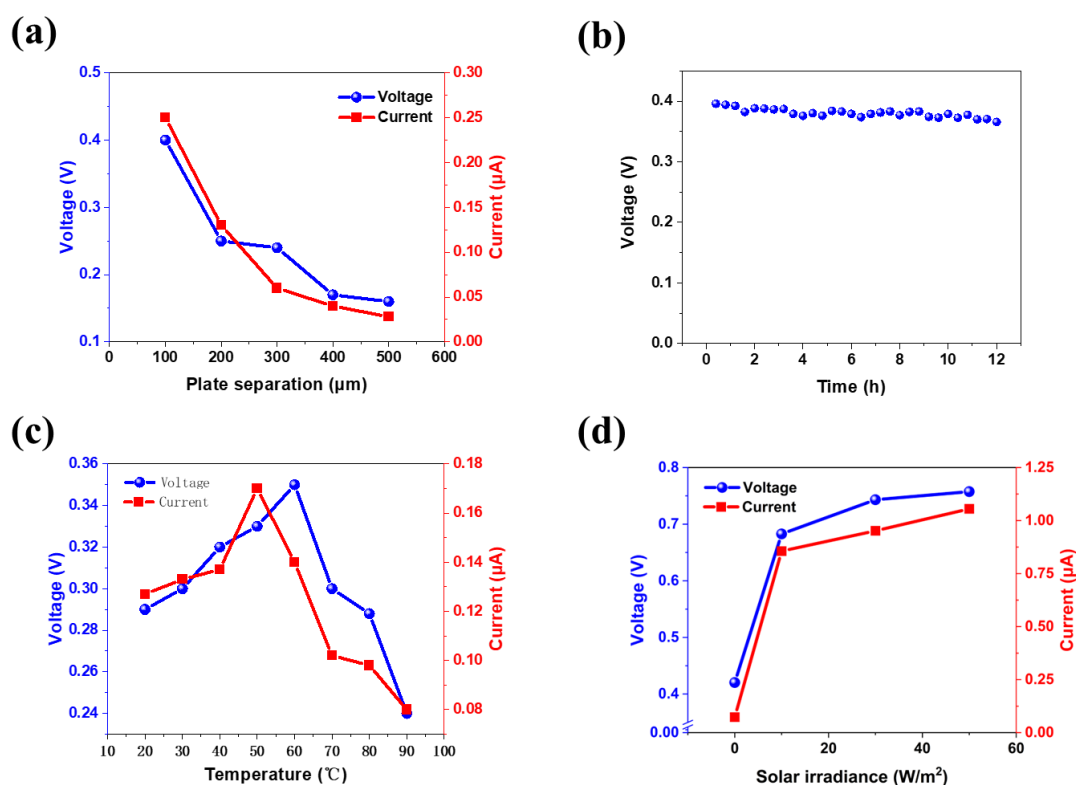 (a)
0.5
0.4
0.3
0.2
0.1
Voltage (V)
Voltage
Current
0.30
0.25
0.20
0.15
0.10
0.05
0.00
Current (μA)
0 100 200 300 400 500 600
Plate separation (μm)
(b)
0.4
0.3
0.2
0.1
0.0
Voltage (V)
0 2 4 6 8 10 12
Time (h)
(c)
0.36
0.34
0.32
0.30
0.28
0.26
0.24
Voltage (V)
Voltage
Current
0.18
0.16
0.14
0.12
0.10
0.08
Current (μA)
10 20 30 40 50 60 70 80 90 100
Temperature (℃)
(d)
0.8
0.7
0.6
0.5
0.4
0.00
Voltage (V)
Voltage
Current
1.25
1.00
0.75
0.50
0.25
0.00
Current (μA)
0 20 40 60
Solar irradiance (W/m²)